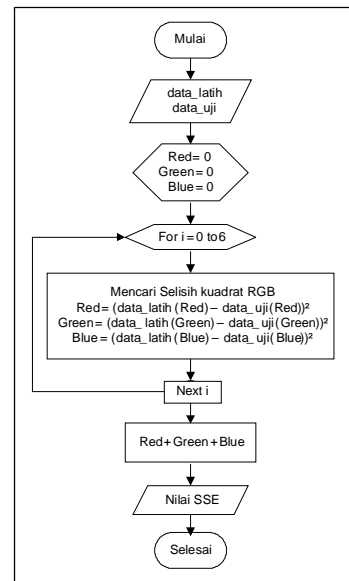 Mulai
data_latih
data_uji
Red= 0
Green= 0
Blue= 0
For i = 0 to6
Mencari Selisih kuadrat RGB
Red= (data_latih(Red) – data_uji(Red))²
Green= (data_latih(Green) – data_uji(Green))²
Blue= (data_latih(Blue) – data_uji(Blue))²
Next i
Red+Green+Blue
Nilai SSE
Selesai